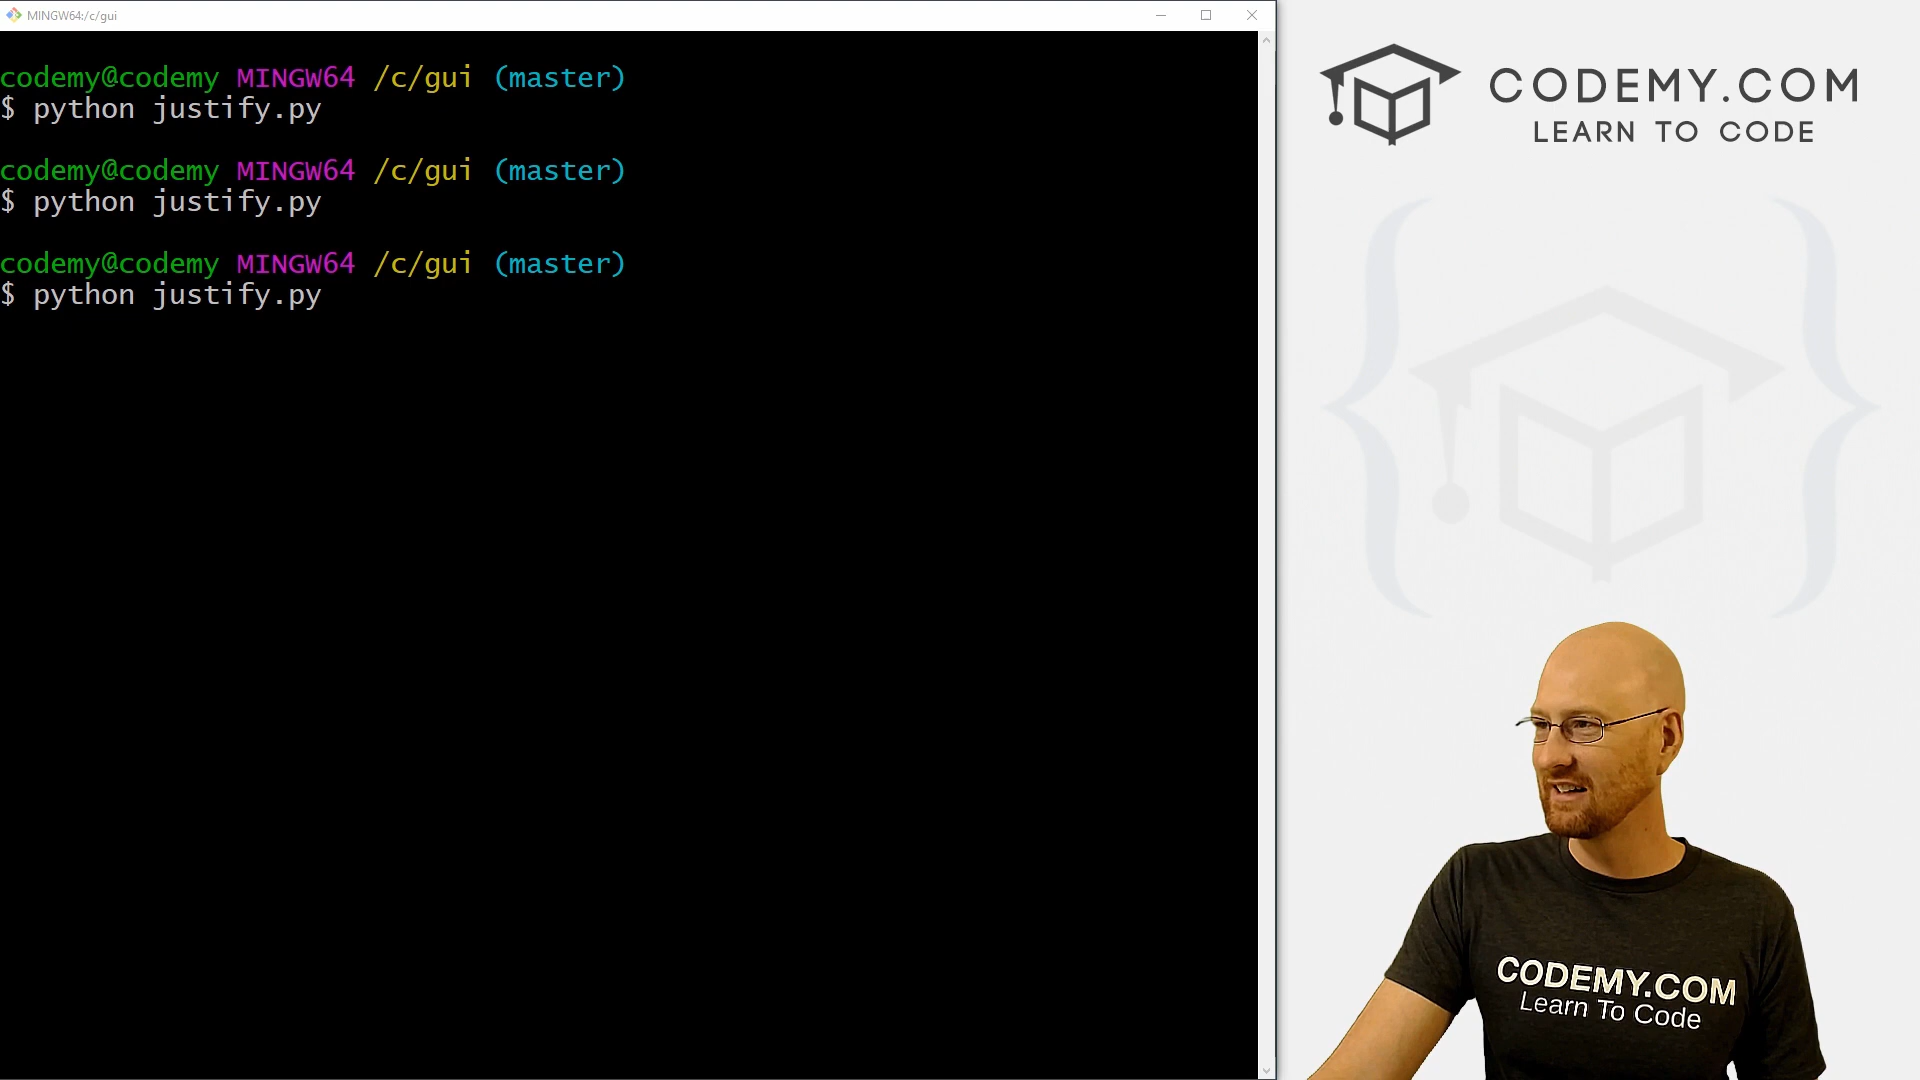 MINGW64:/c/gui
codemy@codemy MINGW64 /c/gui (master)
$ python justify.py
codemy@codemy MINGW64 /c/gui (master)
$ python justify.py
codemy@codemy MINGW64 /c/gui (master)
$ python justify.py
CODEMY.COM
LEARN TO CODE
CODEMY.COM
Learn To Code